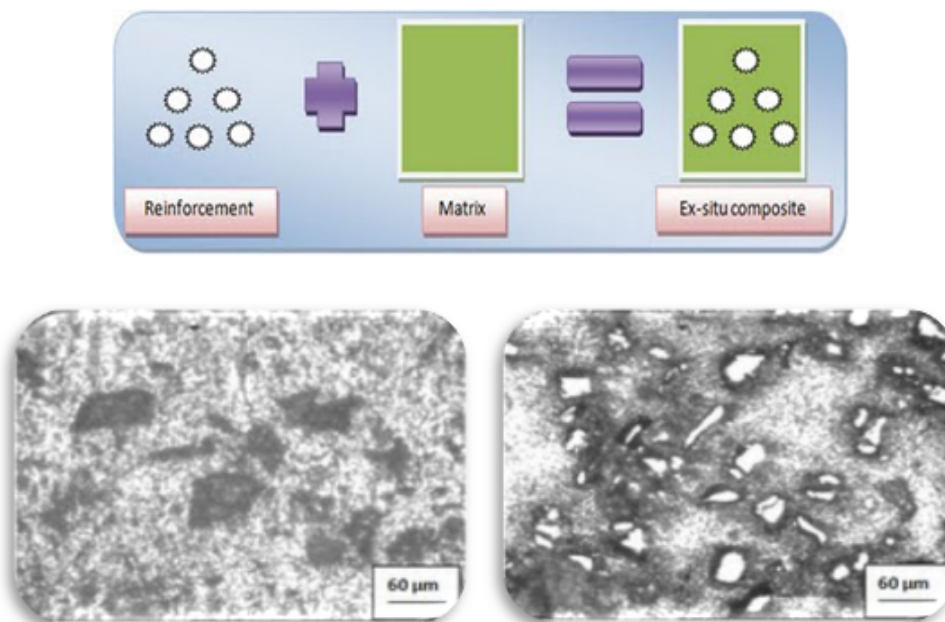 Reinforcement
Matrix
Ex-situ composite
60 μm
60 μm